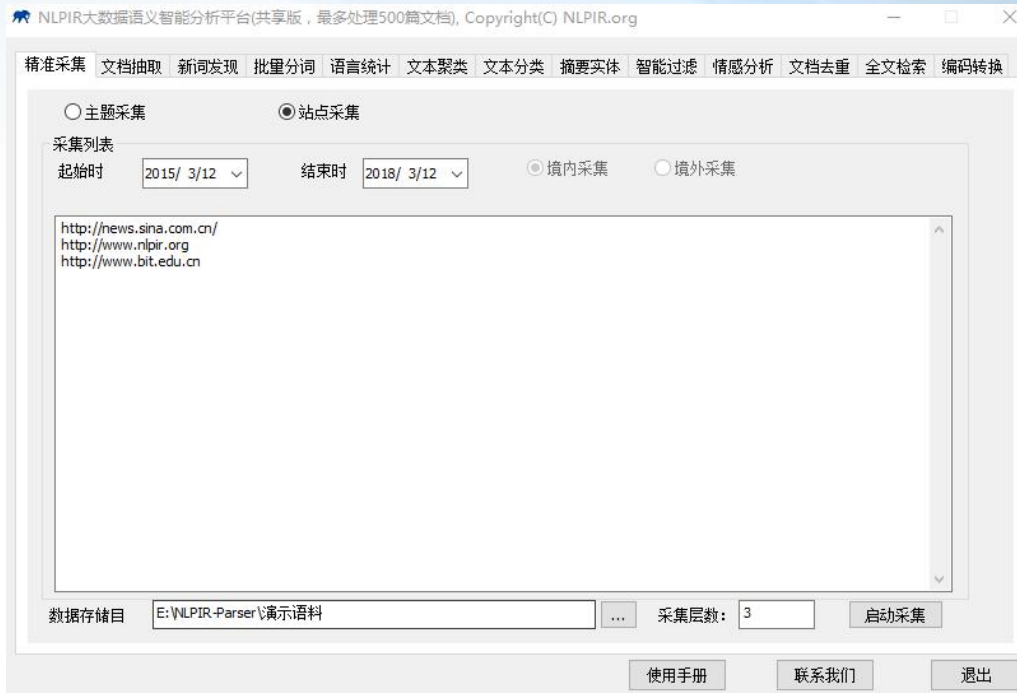 NLPIR大数据语义智能分析平台(共享版，最多处理500篇文档), Copyright(C) NLPIR.org
精准采集 文档抽取 新词发现 批量分词 语言统计 文本聚类 文本分类 摘要实体 智能过滤 情感分析 文档去重 全文检索 编码转换
主题采集 站点采集
采集列表
起始时 2015/ 3/12 结束时 2018/ 3/12 境内采集 境外采集
http://news.sina.com.cn/
http://www.nlpir.org
http://www.bit.edu.cn
数据存储目 E:\NLPIR-Parser\演示语料 ... 采集层数： 3 启动采集
使用手册 联系我们 退出